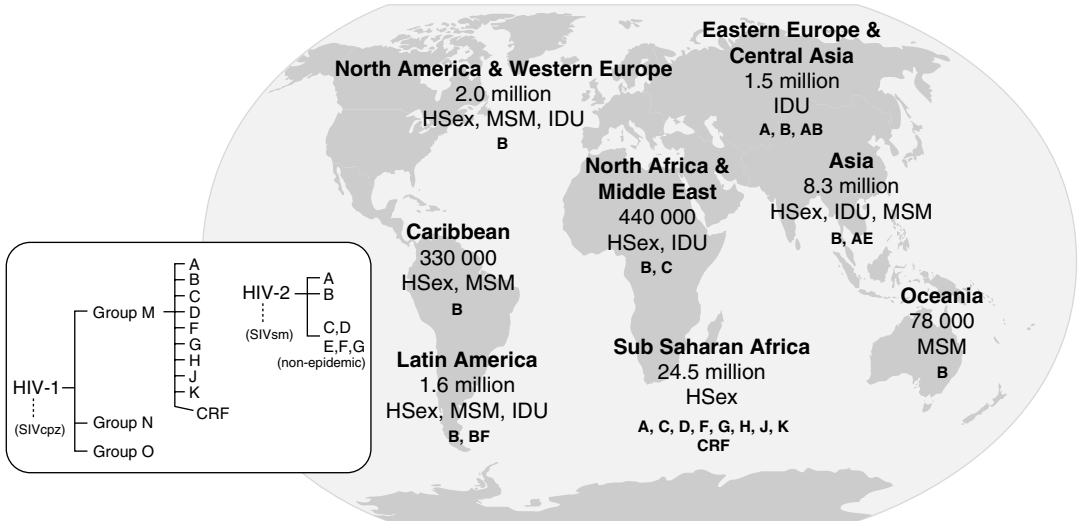 Eastern Europe &
Central Asia
1.5 million
IDU
A, B, AB
North America & Western Europe
2.0 million
HSex, MSM, IDU
B
North Africa &
Middle East
440 000
HSex, IDU
B, C
Asia
8.3 million
HSex, IDU, MSM
B, AE
Caribbean
330 000
HSex, MSM
B
Oceania
78 000
MSM
B
Latin America
1.6 million
HSex, MSM, IDU
B, BF
Sub Saharan Africa
24.5 million
HSex
A, C, D, F, G, H, J, K
CRF
HIV-1
(SIVcpz)
Group M
A
B
C
D
F
G
H
J
K
CRF
Group N
Group O
HIV-2
(SIVsm)
A
B
C,D
E,F,G
(non-epidemic)